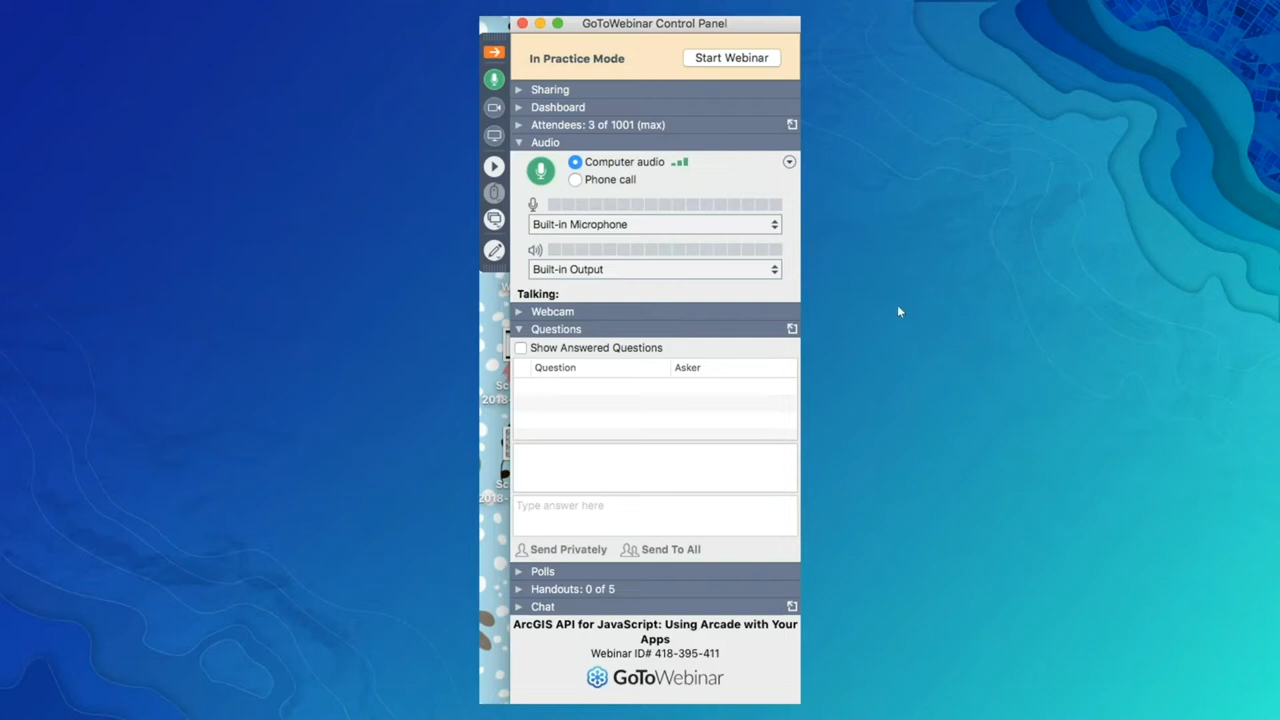 GoToWebinar Control Panel
In Practice Mode
Start Webinar
Sharing
Dashboard
Attendees: 3 of 1001 (max)
Audio
Computer audio
Phone call
Built-in Microphone
Built-in Output
Talking:
Webcam
Questions
Show Answered Questions
Question Asker
Type answer here
Send Privately Send To All
Polls
Handouts: 0 of 5
Chat
ArcGIS API for JavaScript: Using Arcade with Your
Apps
Webinar ID# 418-395-411
GoToWebinar